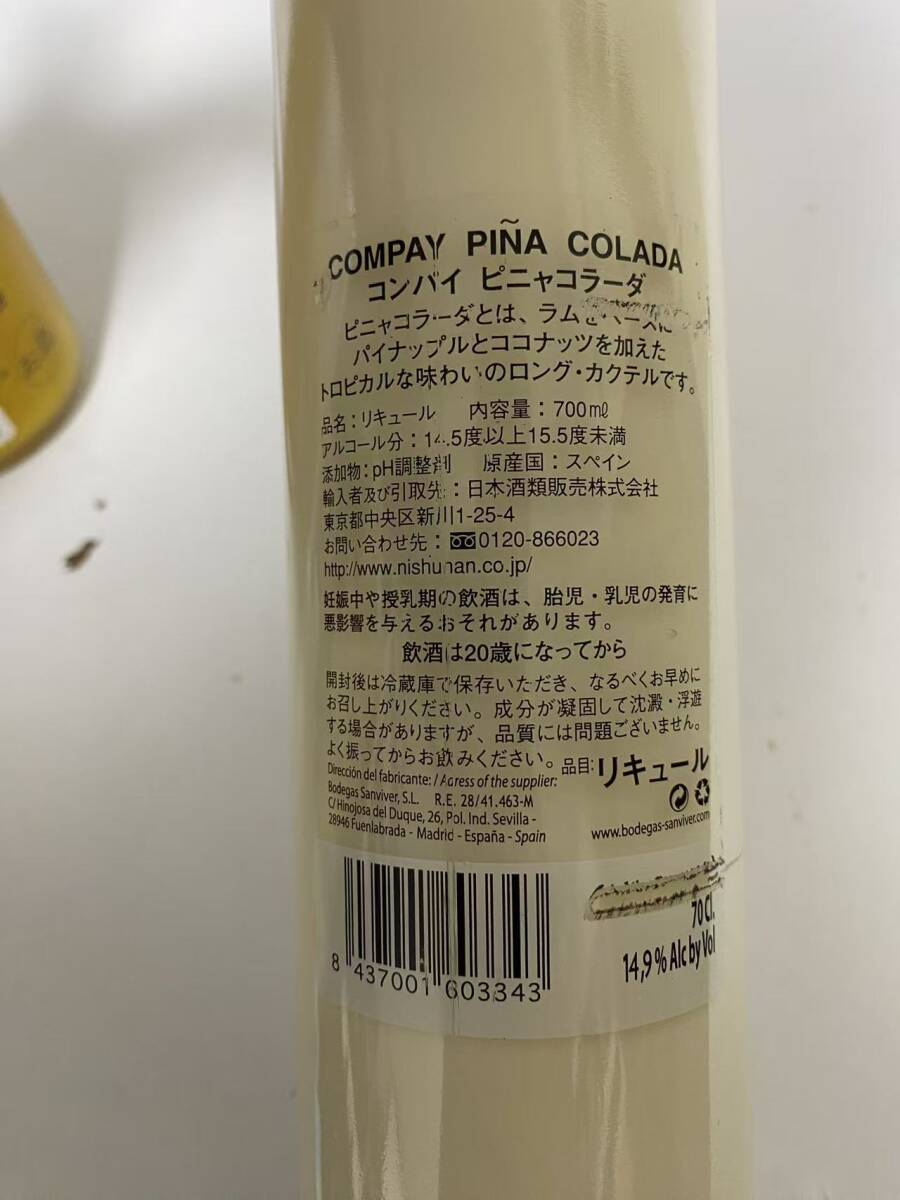 COMPAY PIÑA COLADA
コンパイ ピニャコラーダ
ピニャコラーダとは、ラムをベースに
パイナップルとココナッツを加えた
トロピカルな味わいのロング・カクテルです。
品名：リキュール 内容量：700㎖
アルコール分：14.5度以上15.5度未満
添加物：pH調整剤 原産国：スペイン
輸入者及び引取先：日本酒類販売株式会社
東京都中央区新川1-25-4
お問い合わせ先：0120-866023
http://www.nishuhan.co.jp/
妊娠中や授乳期の飲酒は、胎児・乳児の発育に
悪影響を与えるおそれがあります。
飲酒は20歳になってから
開封後は冷蔵庫で保存いただき、なるべくお早めに
お召し上がりください。成分が凝固して沈澱・浮遊
する場合がありますが、品質には問題ございません。
よく振ってからお飲みください。 品目：リキュール
Dirección del fabricante: / Adress of the supplier:
Bodegas Sanviver, S.L. R.E. 28/41.463-M
C/ Hinojosa del Duque, 26, Pol. Ind. Sevilla -
28946 Fuenlabrada - Madrid - España - Spain
www.bodegas-sanviver.com
70 Cl.
14,9 % Alc by Vol
8 437001 603343